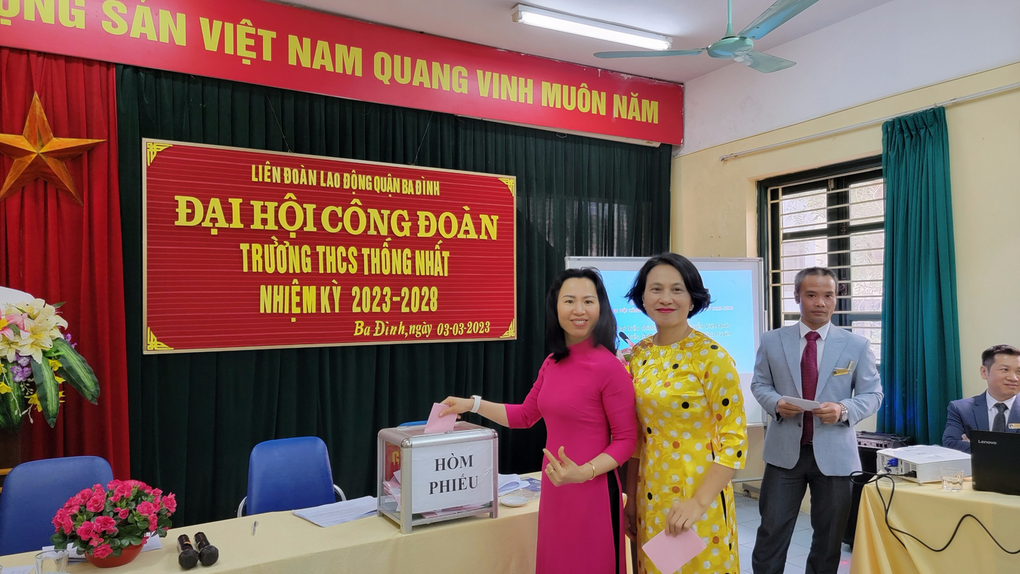 ỘNG SẢN VIỆT NAM QUANG VINH MUÔN NĂM
LIÊN ĐOÀN LAO ĐỘNG QUẬN BA ĐÌNH
ĐẠI HỘI CÔNG ĐOÀN
TRƯỜNG THCS THỐNG NHẤT
NHIỆM KỲ 2023-2028
Ba Đình, ngày 03-03-2023
HÒM
PHIẾU
Lenovo